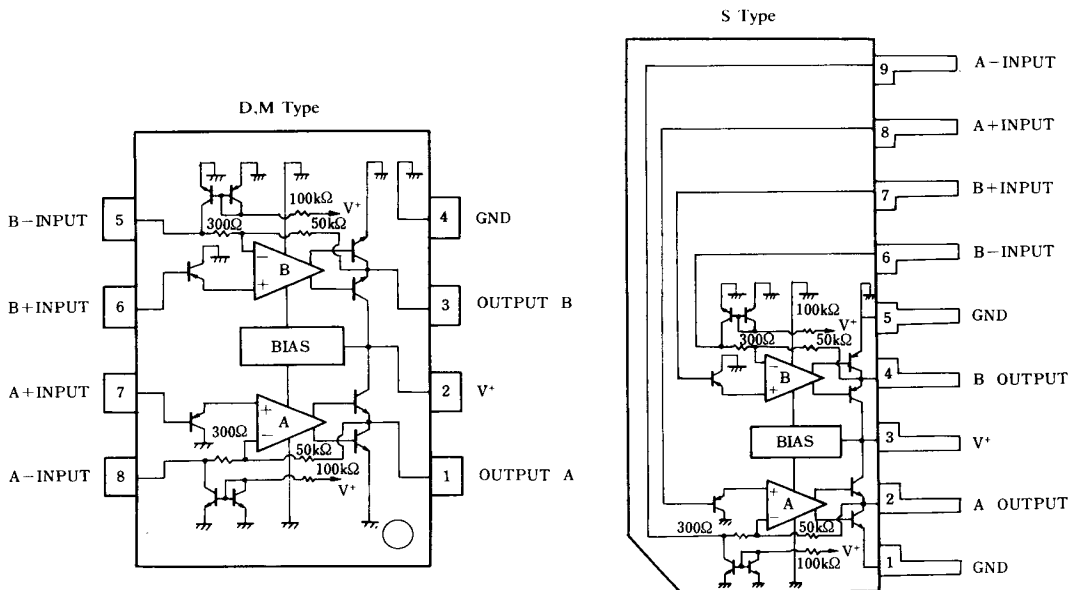 D,M Type
B−INPUT 5
B+INPUT 6
A+INPUT 7
A−INPUT 8
4 GND
3 OUTPUT B
2 V⁺
1 OUTPUT A
100kΩ V⁺
300Ω 50kΩ
− B
+
BIAS
+ A
−
300Ω 50kΩ
100kΩ
V⁺
S Type
9 A−INPUT
8 A+INPUT
7 B+INPUT
6 B−INPUT
5 GND
4 B OUTPUT
3 V⁺
2 A OUTPUT
1 GND
100kΩ
V⁺
300Ω 50kΩ
− B
+
BIAS
+ A
−
300Ω 50kΩ
V⁺
100kΩ